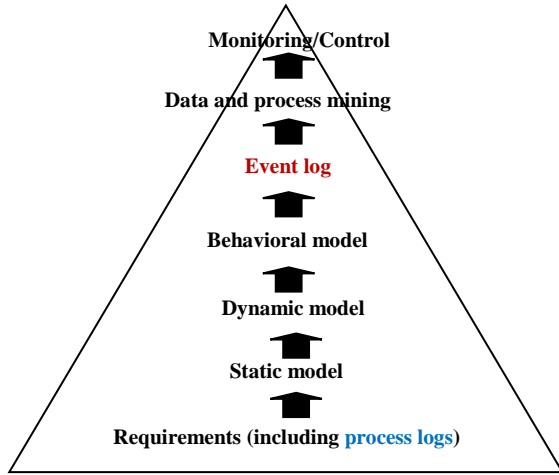 Monitoring/Control
Data and process mining
Event log
Behavioral model
Dynamic model
Static model
Requirements (including process logs)